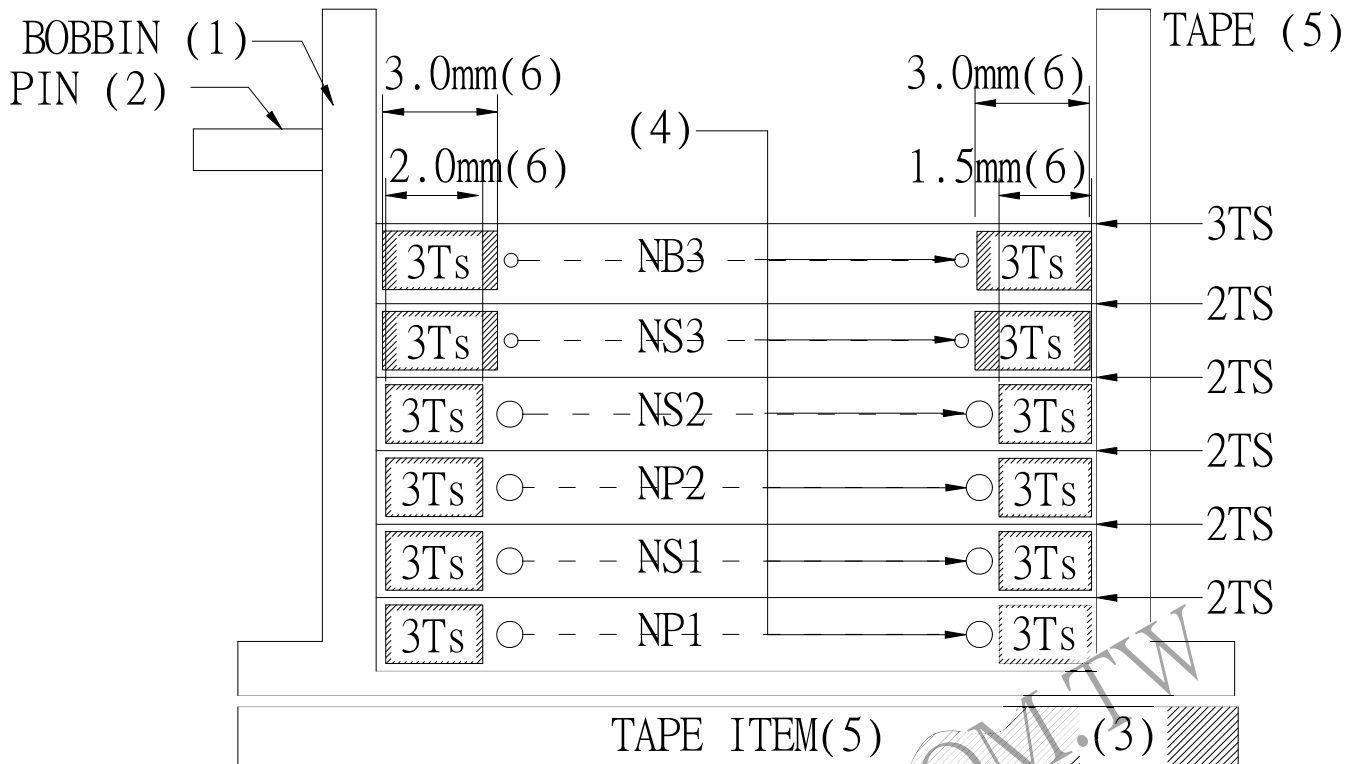 BOBBIN (1)
TAPE (5)
PIN (2)
3.0mm(6)
3.0mm(6)
(4)
2.0mm(6)
1.5mm(6)
3TS
3Ts NB3 3Ts
2TS
3Ts NS3 3Ts
2TS
3Ts NS2 3Ts
2TS
3Ts NP2 3Ts
2TS
3Ts NS1 3Ts
2TS
3Ts NP1 3Ts
TAPE ITEM(5) (3)
OM.TW